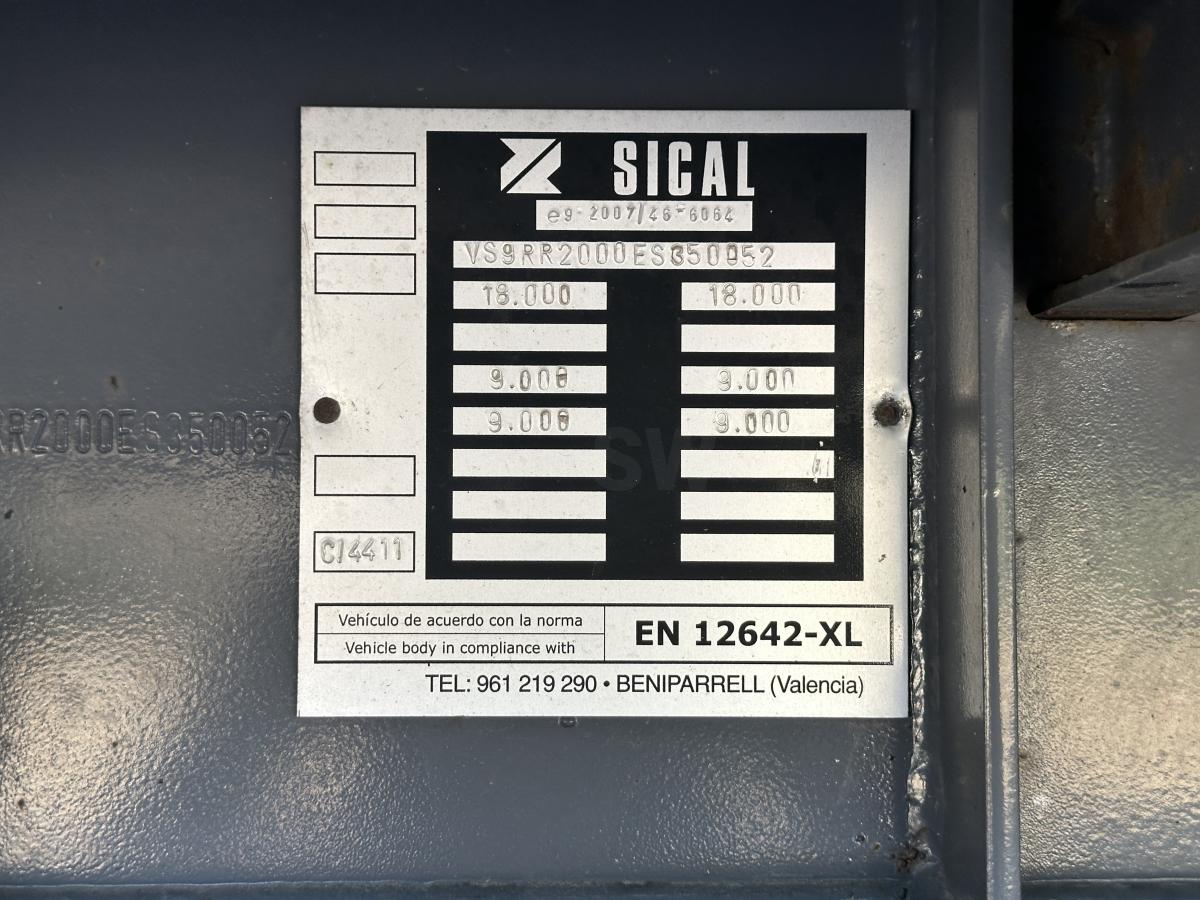 SICAL
e9-2007/46-6064
VS9RR2000ES350052
18.000 18.000
9.000 9.000
9.000 9.000
SW
RR2000ES350052
C/4411
Vehículo de acuerdo con la norma
Vehicle body in compliance with
EN 12642-XL
TEL: 961 219 290 • BENIPARRELL (Valencia)